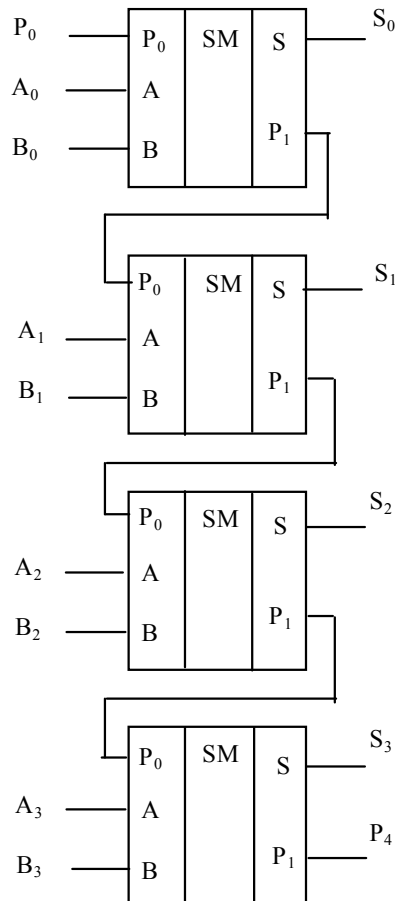 P₀ P₀ SM S S₀
A₀ A
P₁
B₀ B
P₀ SM S S₁
A₁ A
P₁
B₁ B
P₀ SM S S₂
A₂ A
P₁
B₂ B
S₃
P₀ SM S
A₃ A
P₄
B₃ B P₁